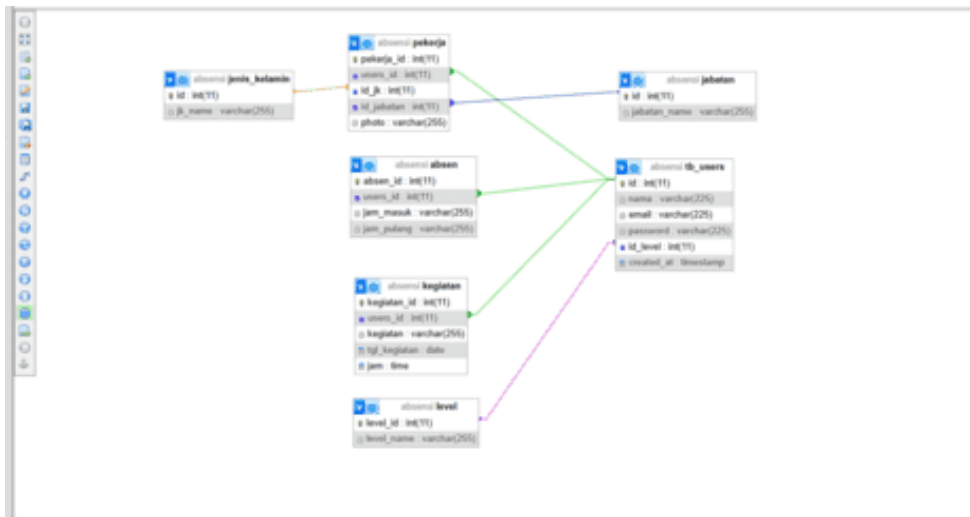 absensi pekerja
pekerja_id : int(11)
users_id : int(11)
id_jk : int(11)
id_jabatan : int(11)
photo : varchar(255)
absensi jenis_kelamin
id : int(11)
jk_name : varchar(255)
absensi jabatan
id : int(11)
jabatan_name : varchar(255)
absensi absen
absen_id : int(11)
users_id : int(11)
jam_masuk : varchar(255)
jam_pulang : varchar(255)
absensi tb_users
id : int(11)
nama : varchar(225)
email : varchar(225)
password : varchar(225)
id_level : int(11)
created_at : timestamp
absensi kegiatan
kegiatan_id : int(11)
users_id : int(11)
kegiatan : varchar(255)
tgl_kegiatan : date
jam : time
absensi level
level_id : int(11)
level_name : varchar(255)